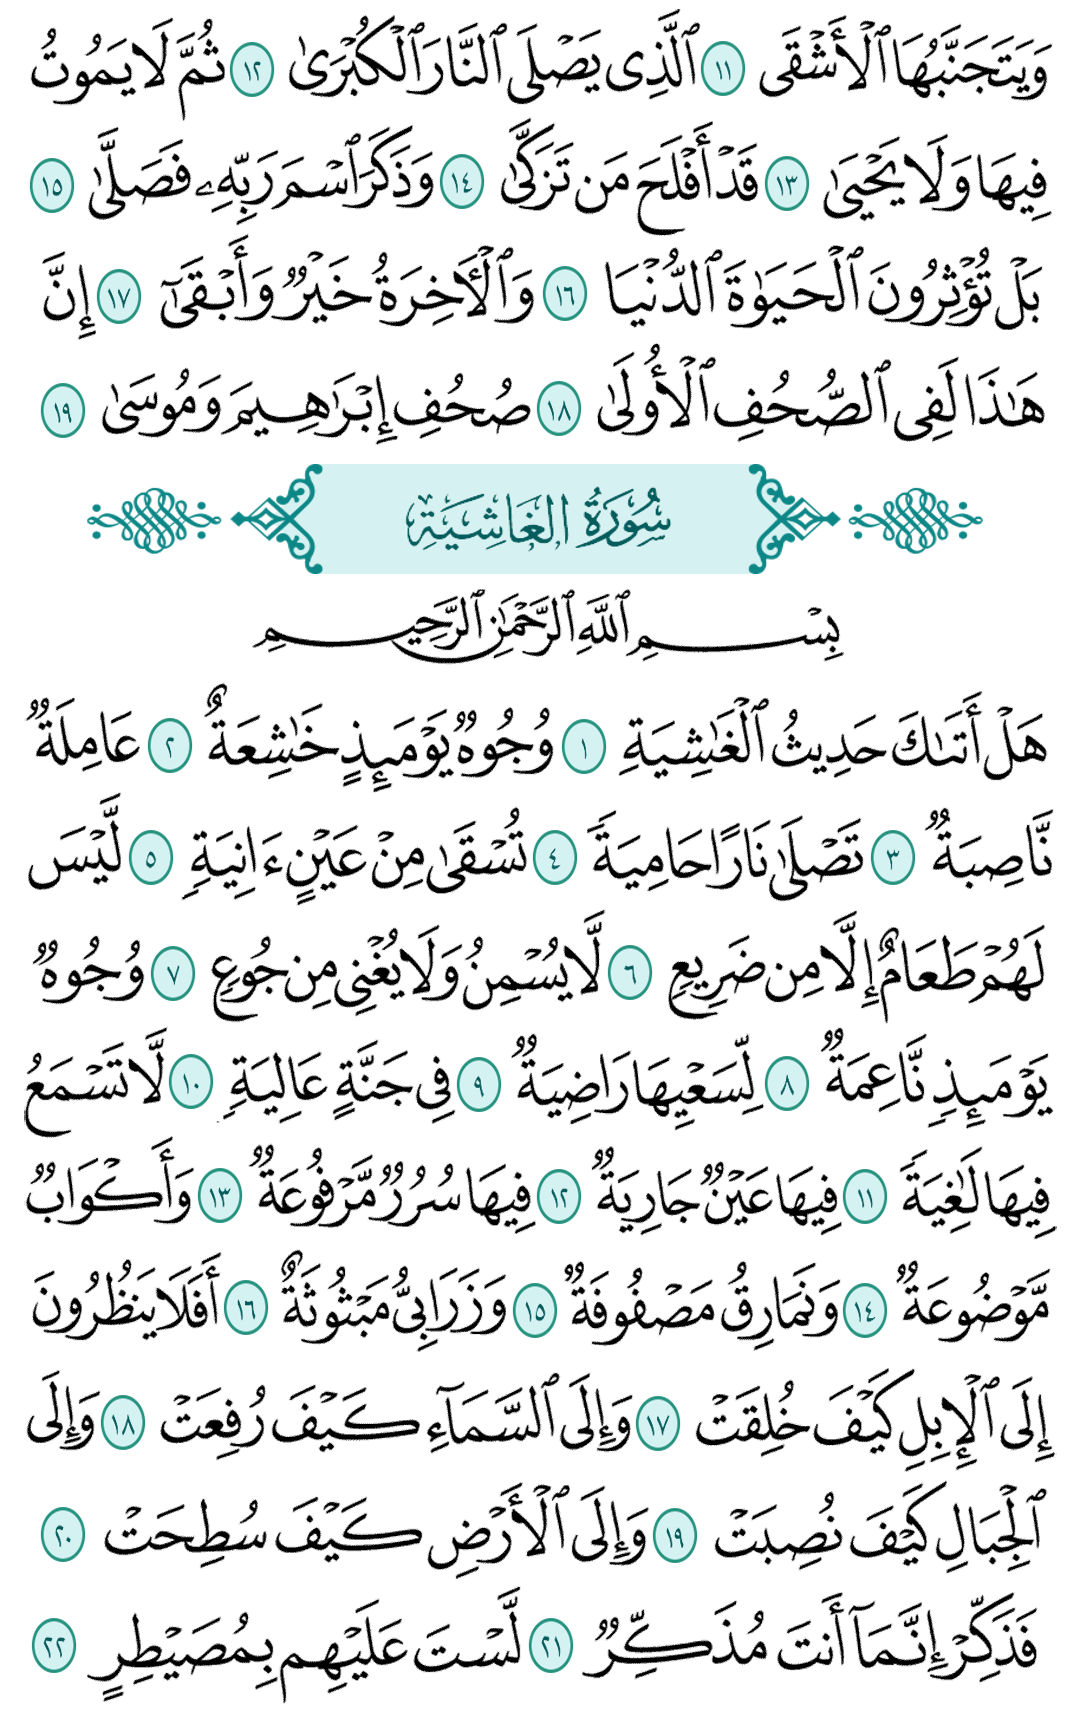 وَيَتَجَنَّبُهَا ٱلْأَشْقَى ١١ ٱلَّذِى يَصْلَى ٱلنَّارَ ٱلْكُبْرَىٰ ١٢ ثُمَّ لَا يَمُوتُ
فِيهَا وَلَا يَحْيَىٰ ١٣ قَدْ أَفْلَحَ مَن تَزَكَّىٰ ١٤ وَذَكَرَ ٱسْمَ رَبِّهِۦ فَصَلَّىٰ ١٥
بَلْ تُؤْثِرُونَ ٱلْحَيَوٰةَ ٱلدُّنْيَا ١٦ وَٱلْأَخِرَةُ خَيْرٌ وَأَبْقَىٰٓ ١٧ إِنَّ
هَـٰذَا لَفِى ٱلصُّحُفِ ٱلْأُولَىٰ ١٨ صُحُفِ إِبْرَٰهِيمَ وَمُوسَىٰ ١٩
سُورَةُ الغَاشِيَةِ
بِسْمِ ٱللَّهِ ٱلرَّحْمَـٰنِ ٱلرَّحِيمِ
هَلْ أَتَىٰكَ حَدِيثُ ٱلْغَـٰشِيَةِ ١ وُجُوهٌ يَوْمَئِذٍ خَـٰشِعَةٌ ٢ عَامِلَةٌ
نَّاصِبَةٌ ٣ تَصْلَىٰ نَارًا حَامِيَةً ٤ تُسْقَىٰ مِنْ عَيْنٍ ءَانِيَةٍ ٥ لَّيْسَ
لَهُمْ طَعَامٌ إِلَّا مِن ضَرِيعٍ ٦ لَّا يُسْمِنُ وَلَا يُغْنِى مِن جُوعٍ ٧ وُجُوهٌ
يَوْمَئِذٍ نَّاعِمَةٌ ٨ لِّسَعْيِهَا رَاضِيَةٌ ٩ فِى جَنَّةٍ عَالِيَةٍ ١٠ لَّا تَسْمَعُ
فِيهَا لَـٰغِيَةً ١١ فِيهَا عَيْنٌ جَارِيَةٌ ١٢ فِيهَا سُرُرٌ مَّرْفُوعَةٌ ١٣ وَأَكْوَابٌ
مَّوْضُوعَةٌ ١٤ وَنَمَارِقُ مَصْفُوفَةٌ ١٥ وَزَرَابِىُّ مَبْثُوثَةٌ ١٦ أَفَلَا يَنظُرُونَ
إِلَى ٱلْإِبِلِ كَيْفَ خُلِقَتْ ١٧ وَإِلَى ٱلسَّمَآءِ كَيْفَ رُفِعَتْ ١٨ وَإِلَى
ٱلْجِبَالِ كَيْفَ نُصِبَتْ ١٩ وَإِلَى ٱلْأَرْضِ كَيْفَ سُطِحَتْ ٢٠
فَذَكِّرْ إِنَّمَآ أَنتَ مُذَكِّرٌ ٢١ لَّسْتَ عَلَيْهِم بِمُصَيْطِرٍ ٢٢